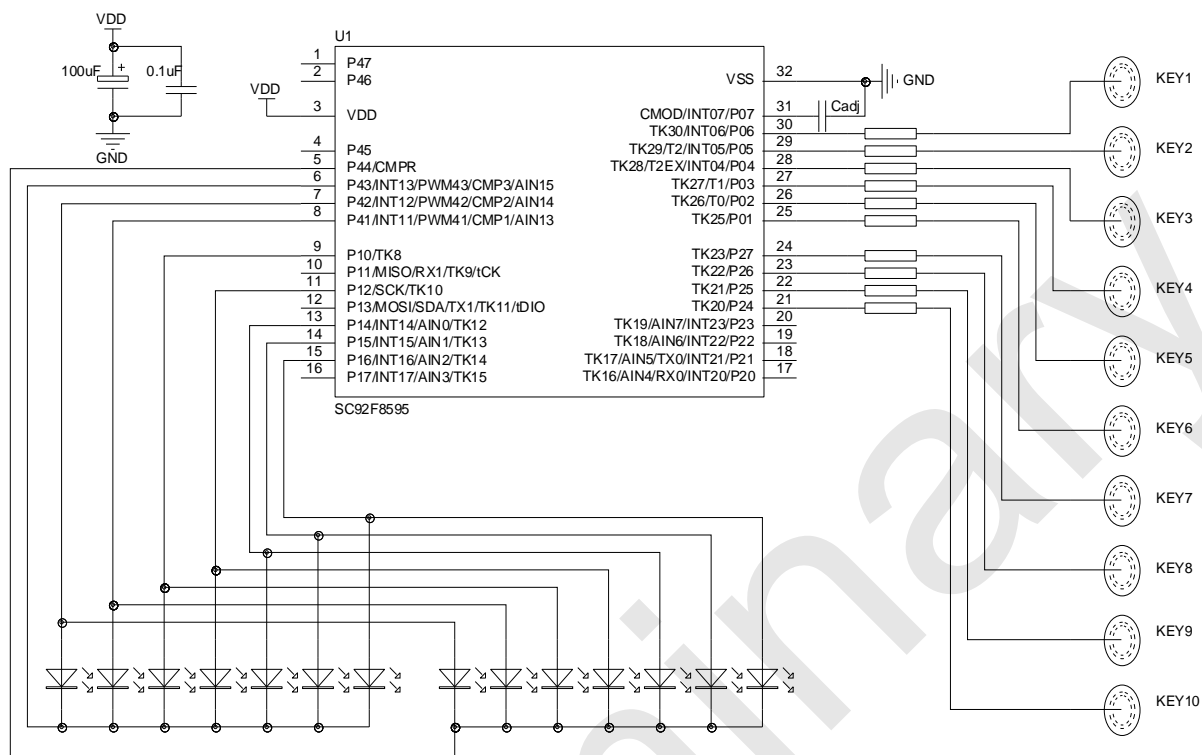 VDD
100uF
+
0.1uF
GND
VDD
U1
1 P47
2 P46
3 VDD
4 P45
5 P44/CMPR
6 P43/INT13/PWM43/CMP3/AIN15
7 P42/INT12/PWM42/CMP2/AIN14
8 P41/INT11/PWM41/CMP1/AIN13
9 P10/TK8
10 P11/MISO/RX1/TK9/tCK
11 P12/SCK/TK10
12 P13/MOSI/SDA/TX1/TK11/tDIO
13 P14/INT14/AIN0/TK12
14 P15/INT15/AIN1/TK13
15 P16/INT16/AIN2/TK14
16 P17/INT17/AIN3/TK15
SC92F8595
VSS 32
CMOD/INT07/P07 31
TK30/INT06/P06 30
TK29/T2/INT05/P05 29
TK28/T2EX/INT04/P04 28
TK27/T1/P03 27
TK26/T0/P02 26
TK25/P01 25
TK23/P27 24
TK22/P26 23
TK21/P25 22
TK20/P24 21
TK19/AIN7/INT23/P23 20
TK18/AIN6/INT22/P22 19
TK17/AIN5/TX0/INT21/P21 18
TK16/AIN4/RX0/INT20/P20 17
GND
Cadj
KEY1
KEY2
KEY3
KEY4
KEY5
KEY6
KEY7
KEY8
KEY9
KEY10
inary